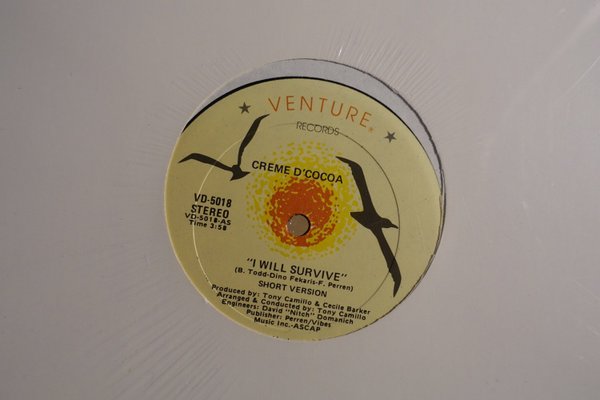 VENTURE
RECORDS
CREME D'COCOA
VD-5018
STEREO
VD-5018-AS
Time 3:58
"I WILL SURVIVE"
(B. Todd-Dino Fekaris-F. Perren)
SHORT VERSION
Produced by: Tony Camillo & Cecile Barker
Arranged & Conducted by: Tony Camillo
Engineers: David "Nitch" Domanich
Publisher: Perren/Vibes
Music Inc.-ASCAP